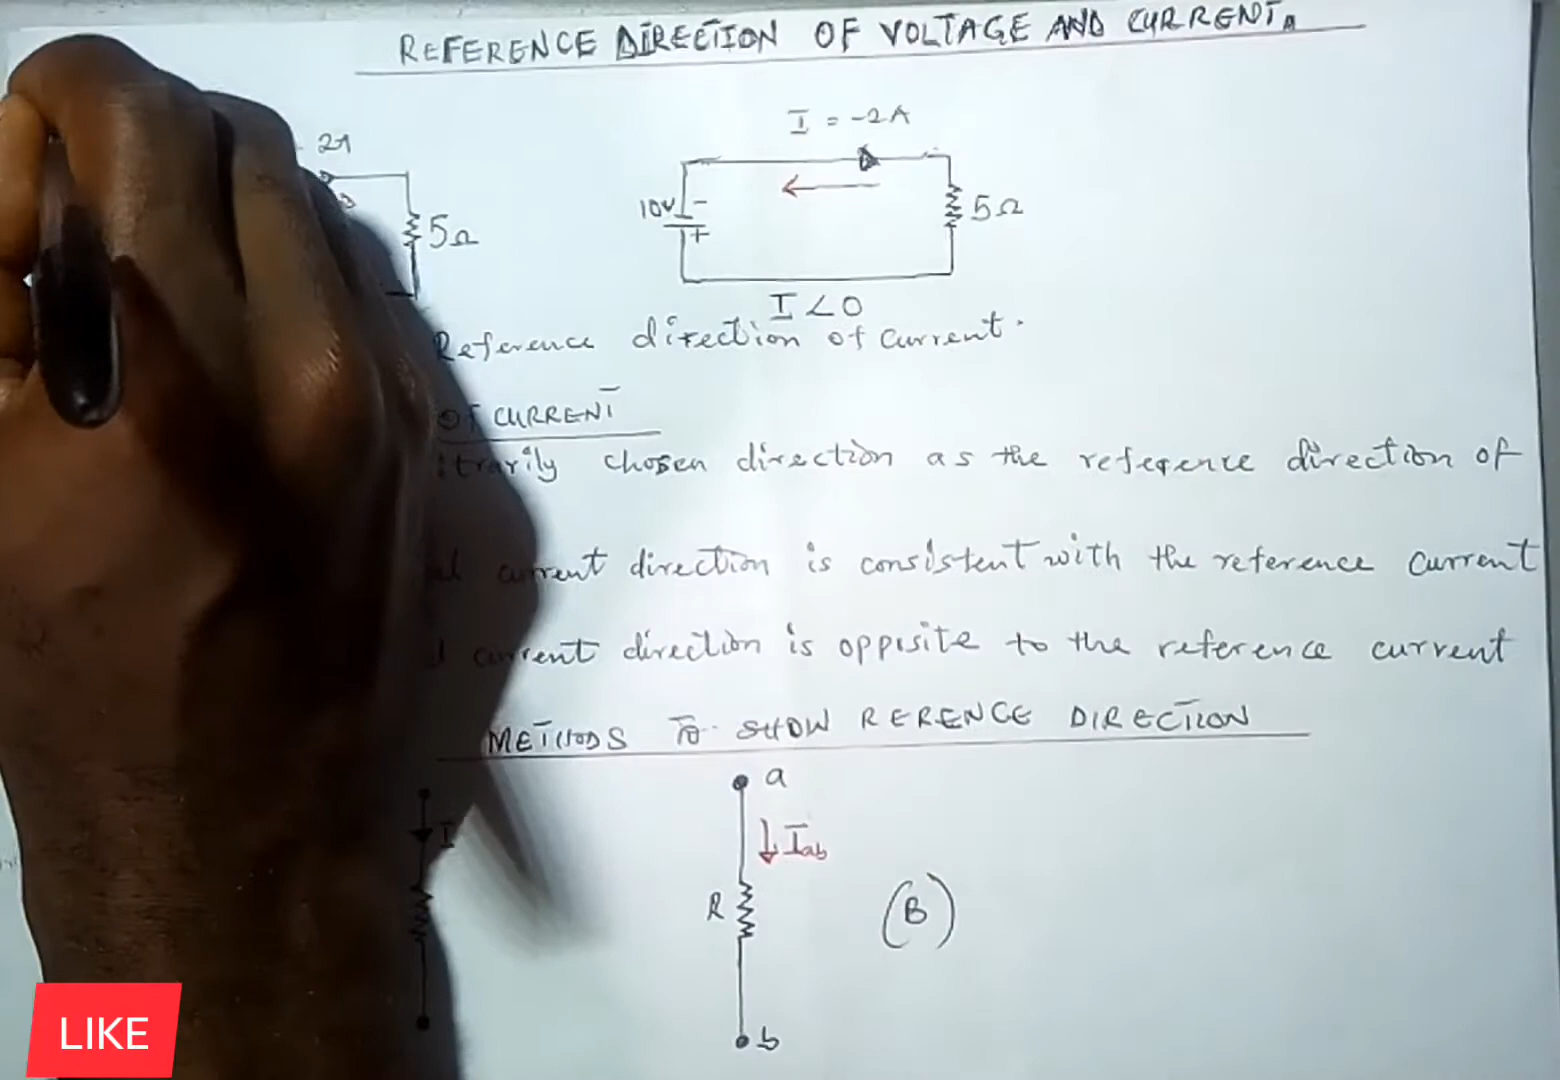 REFERENCE DIRECTION OF VOLTAGE AND CURRENT
I = -2A
2A
10V
-
+
5Ω
5Ω
I < 0
Reference direction of current.
OF CURRENT
chosen direction as the reference direction of
current direction is consistent with the reference current
current direction is opposite to the reference current
METHODS TO SHOW RERENCE DIRECTION
a
I
Iab
R
(B)
b
LIKE